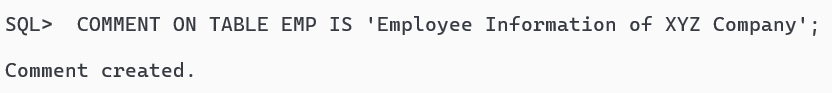 SQL>  COMMENT ON TABLE EMP IS 'Employee Information of XYZ Company';
Comment created.